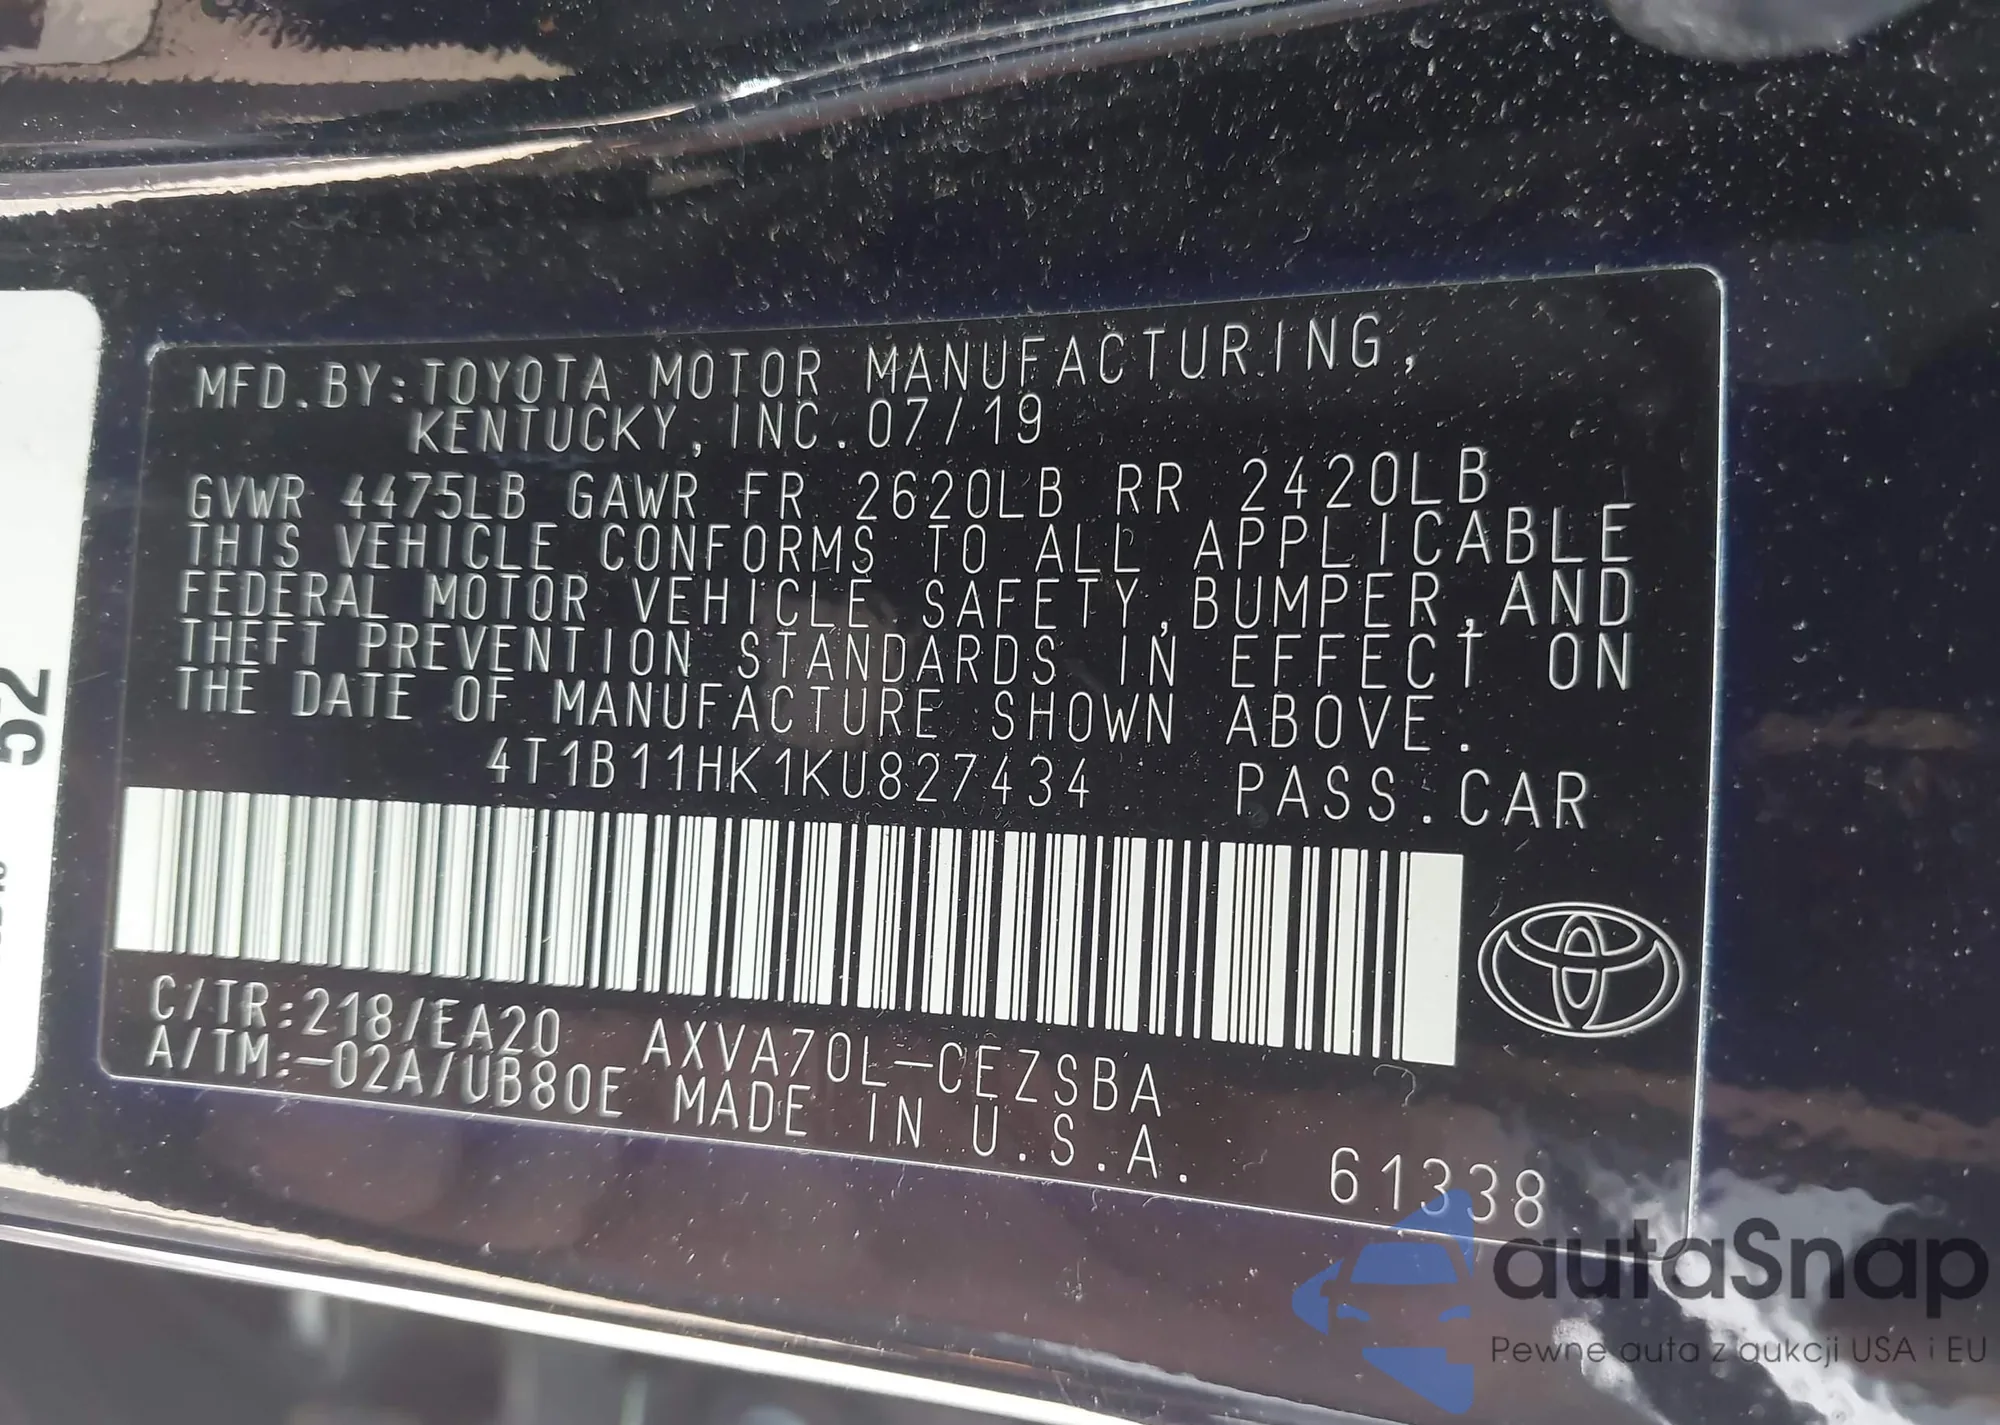 MFD.BY:TOYOTA MOTOR MANUFACTURING,
KENTUCKY, INC.07/19
GVWR 4475LB GAWR FR 2620LB RR 2420LB
THIS VEHICLE CONFORMS TO ALL APPLICABLE
FEDERAL MOTOR VEHICLE SAFETY,BUMPER,AND
THEFT PREVENTION STANDARDS IN EFFECT ON
THE DATE OF MANUFACTURE SHOWN ABOVE.
4T1B11HK1KU827434 PASS.CAR
C/TR:218/EA20 AXVA70L-CEZSBA
A/TM:-02A/UB80E MADE IN U.S.A.
61338
52
autaSnap
Pewne auta z aukcji USA i EU